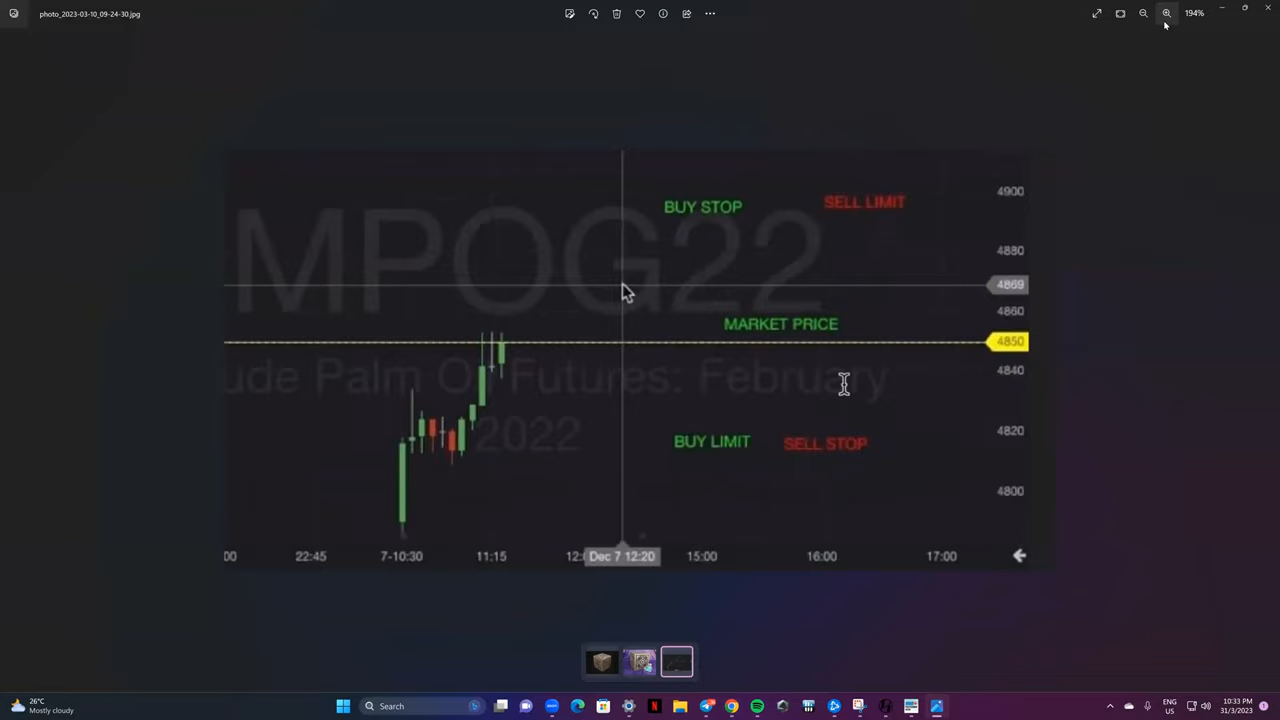 photo_2023-03-10_09-24-30.jpg
194%
MPOG22
ude Palm Oil Futures: February
2022
BUY STOP
SELL LIMIT
MARKET PRICE
BUY LIMIT
SELL STOP
4900
4880
4869
4860
4850
4840
4820
4800
00
22:45
7-10:30
11:15
12:
Dec 7 12:20
15:00
16:00
17:00
26°C
Mostly cloudy
Search
ENG
US
10:33 PM
31/3/2023